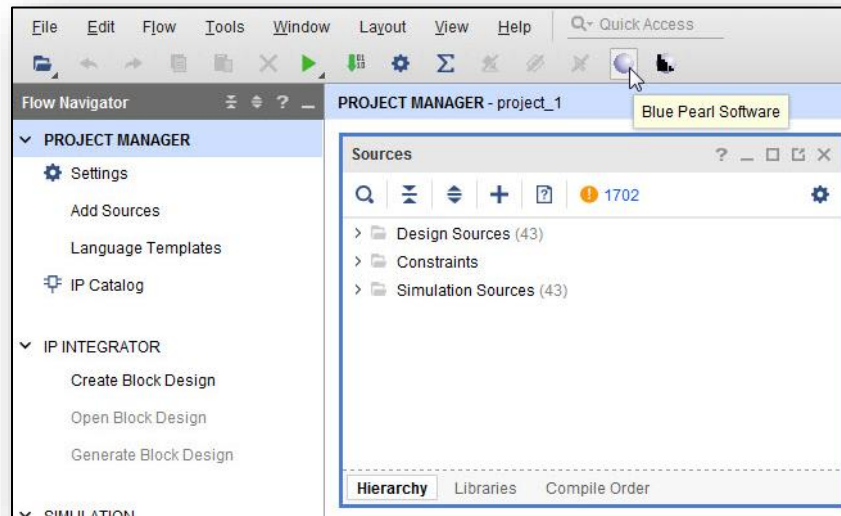 File Edit Flow Tools Window Layout View Help Quick Access
Flow Navigator
PROJECT MANAGER - project_1
Blue Pearl Software
PROJECT MANAGER
Settings
Add Sources
Language Templates
IP Catalog
IP INTEGRATOR
Create Block Design
Open Block Design
Generate Block Design
SIMULATION
Sources
1702
Design Sources (43)
Constraints
Simulation Sources (43)
Hierarchy Libraries Compile Order